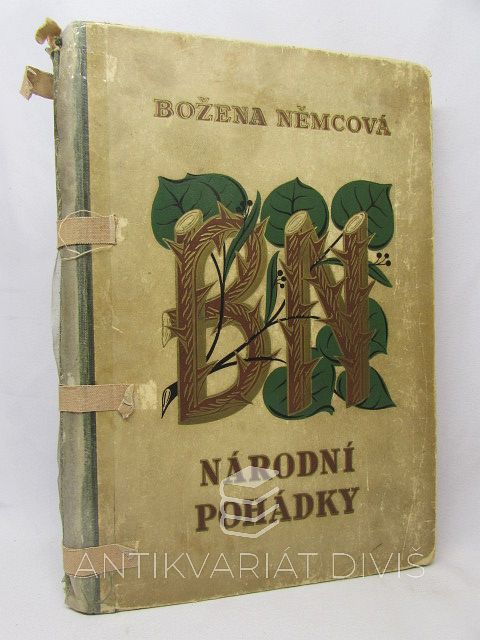 BOŽENA NĚMCOVÁ
BN
NÁRODNÍ
POHÁDKY
ANTIKVARIÁT DIVIŠ